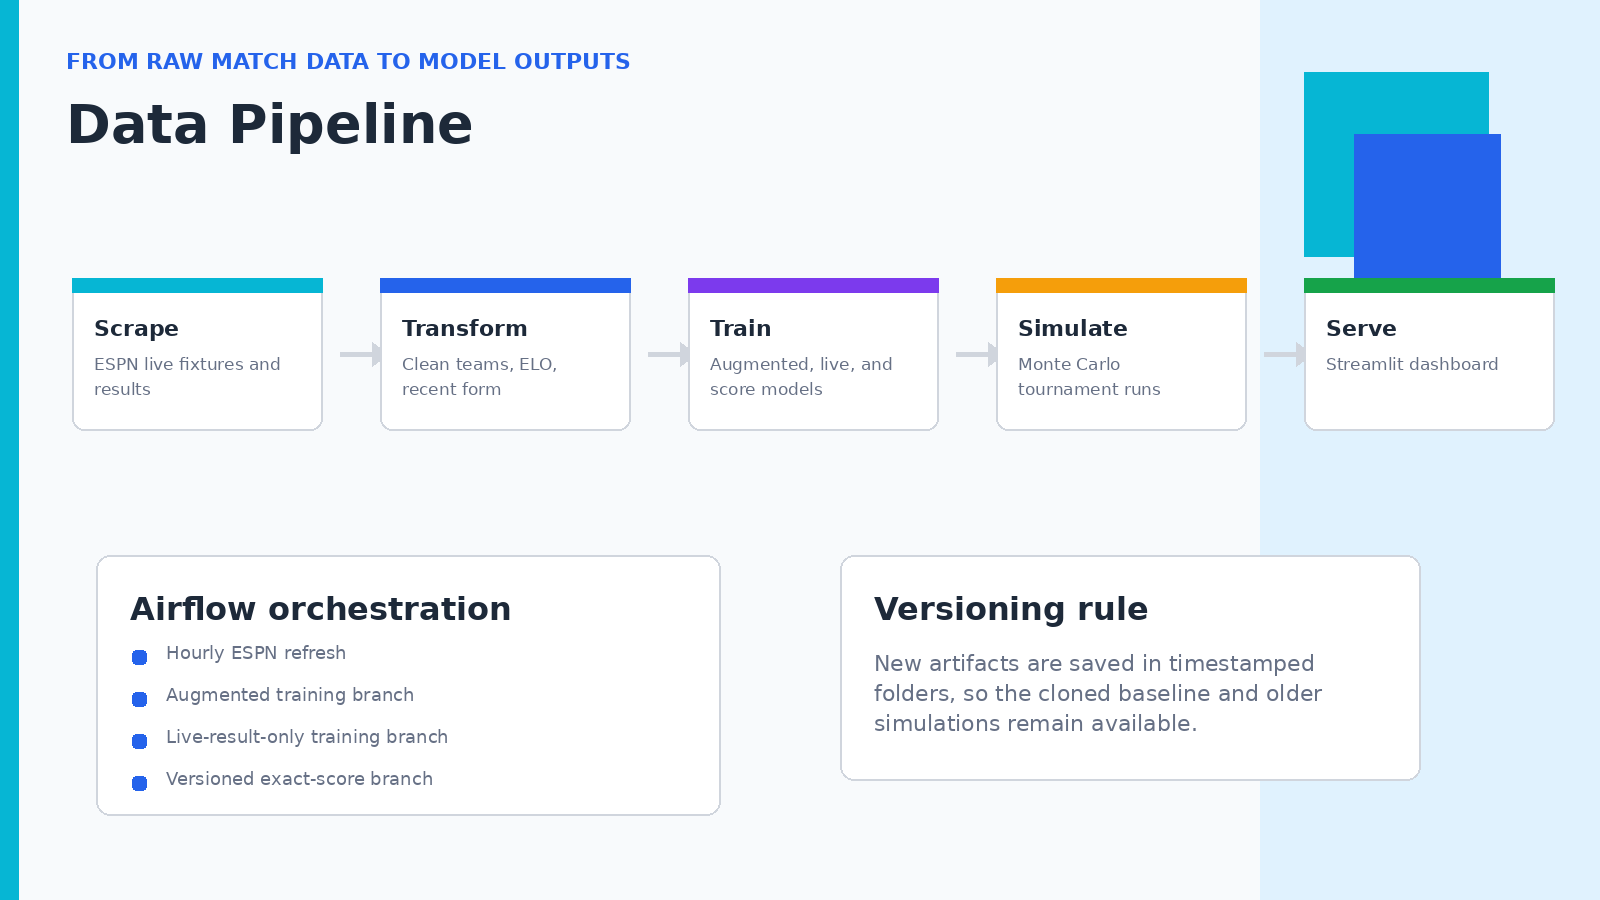 FROM RAW MATCH DATA TO MODEL OUTPUTS
Data Pipeline
Scrape
ESPN live fixtures and
results
Transform
Clean teams, ELO,
recent form
Train
Augmented, live, and
score models
Simulate
Monte Carlo
tournament runs
Serve
Streamlit dashboard
Airflow orchestration
Hourly ESPN refresh
Augmented training branch
Live-result-only training branch
Versioned exact-score branch
Versioning rule
New artifacts are saved in timestamped
folders, so the cloned baseline and older
simulations remain available.